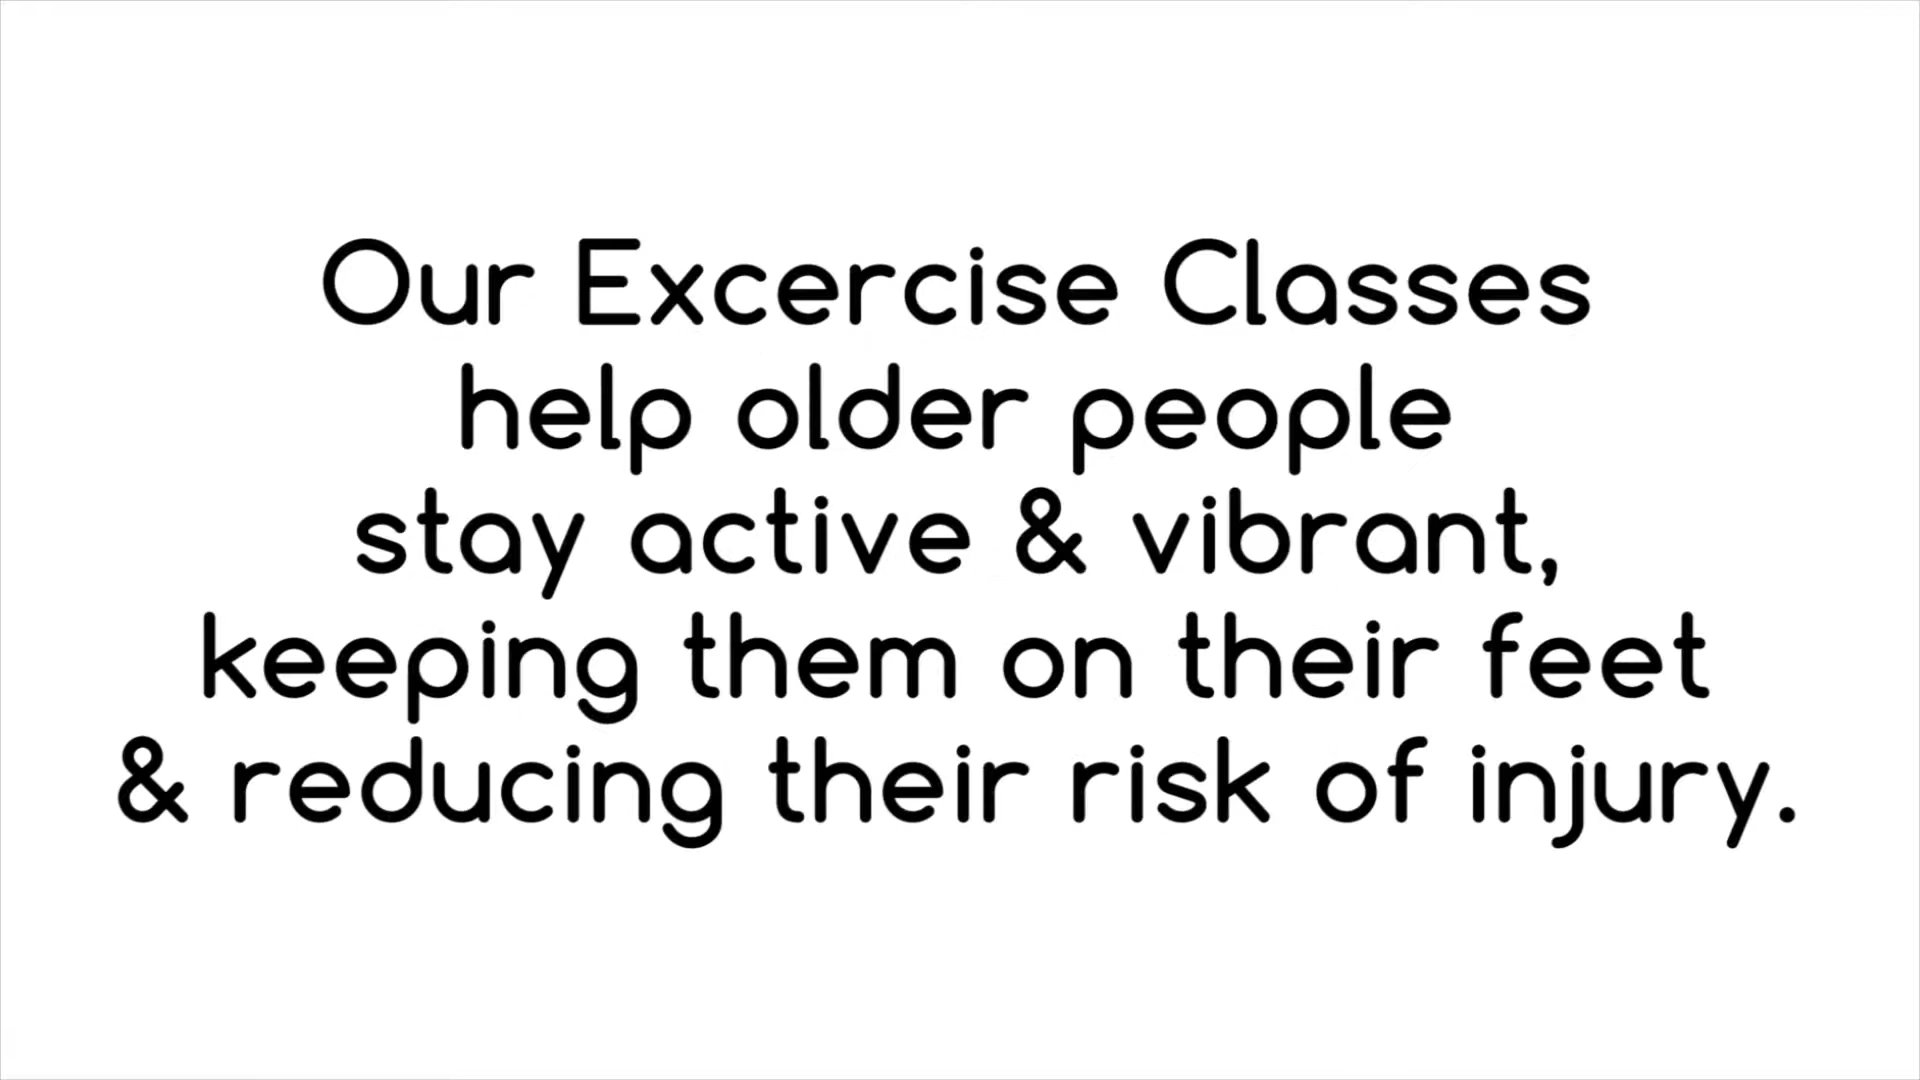 Our Excercise Classes
help older people
stay active & vibrant,
keeping them on their feet
& reducing their risk of injury.